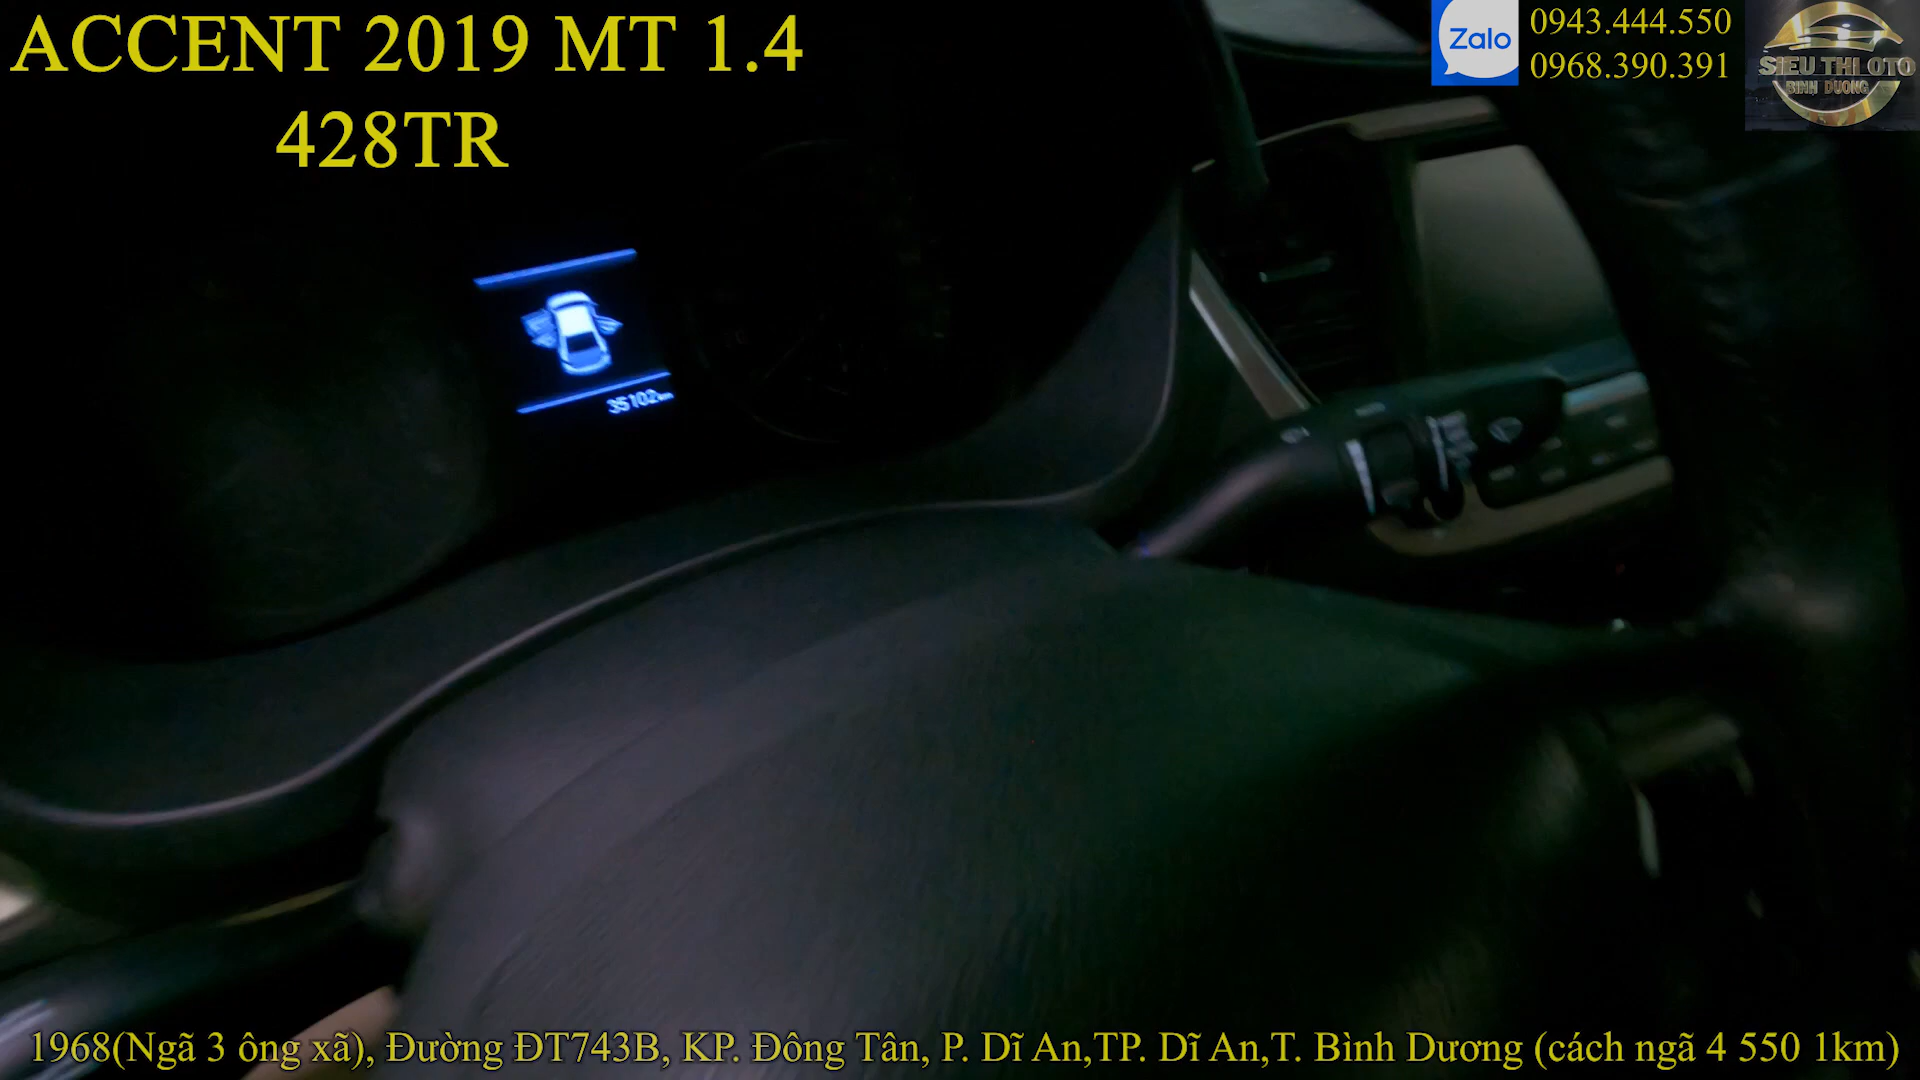 ACCENT 2019 MT 1.4
428TR
Zalo
0943.444.550
0968.390.391
SIEU THI OTO
BINH DUONG
35102km
1968(Ngã 3 ông xã), Đường ĐT743B, KP. Đông Tân, P. Dĩ An,TP. Dĩ An,T. Bình Dương (cách ngã 4 550 1km)